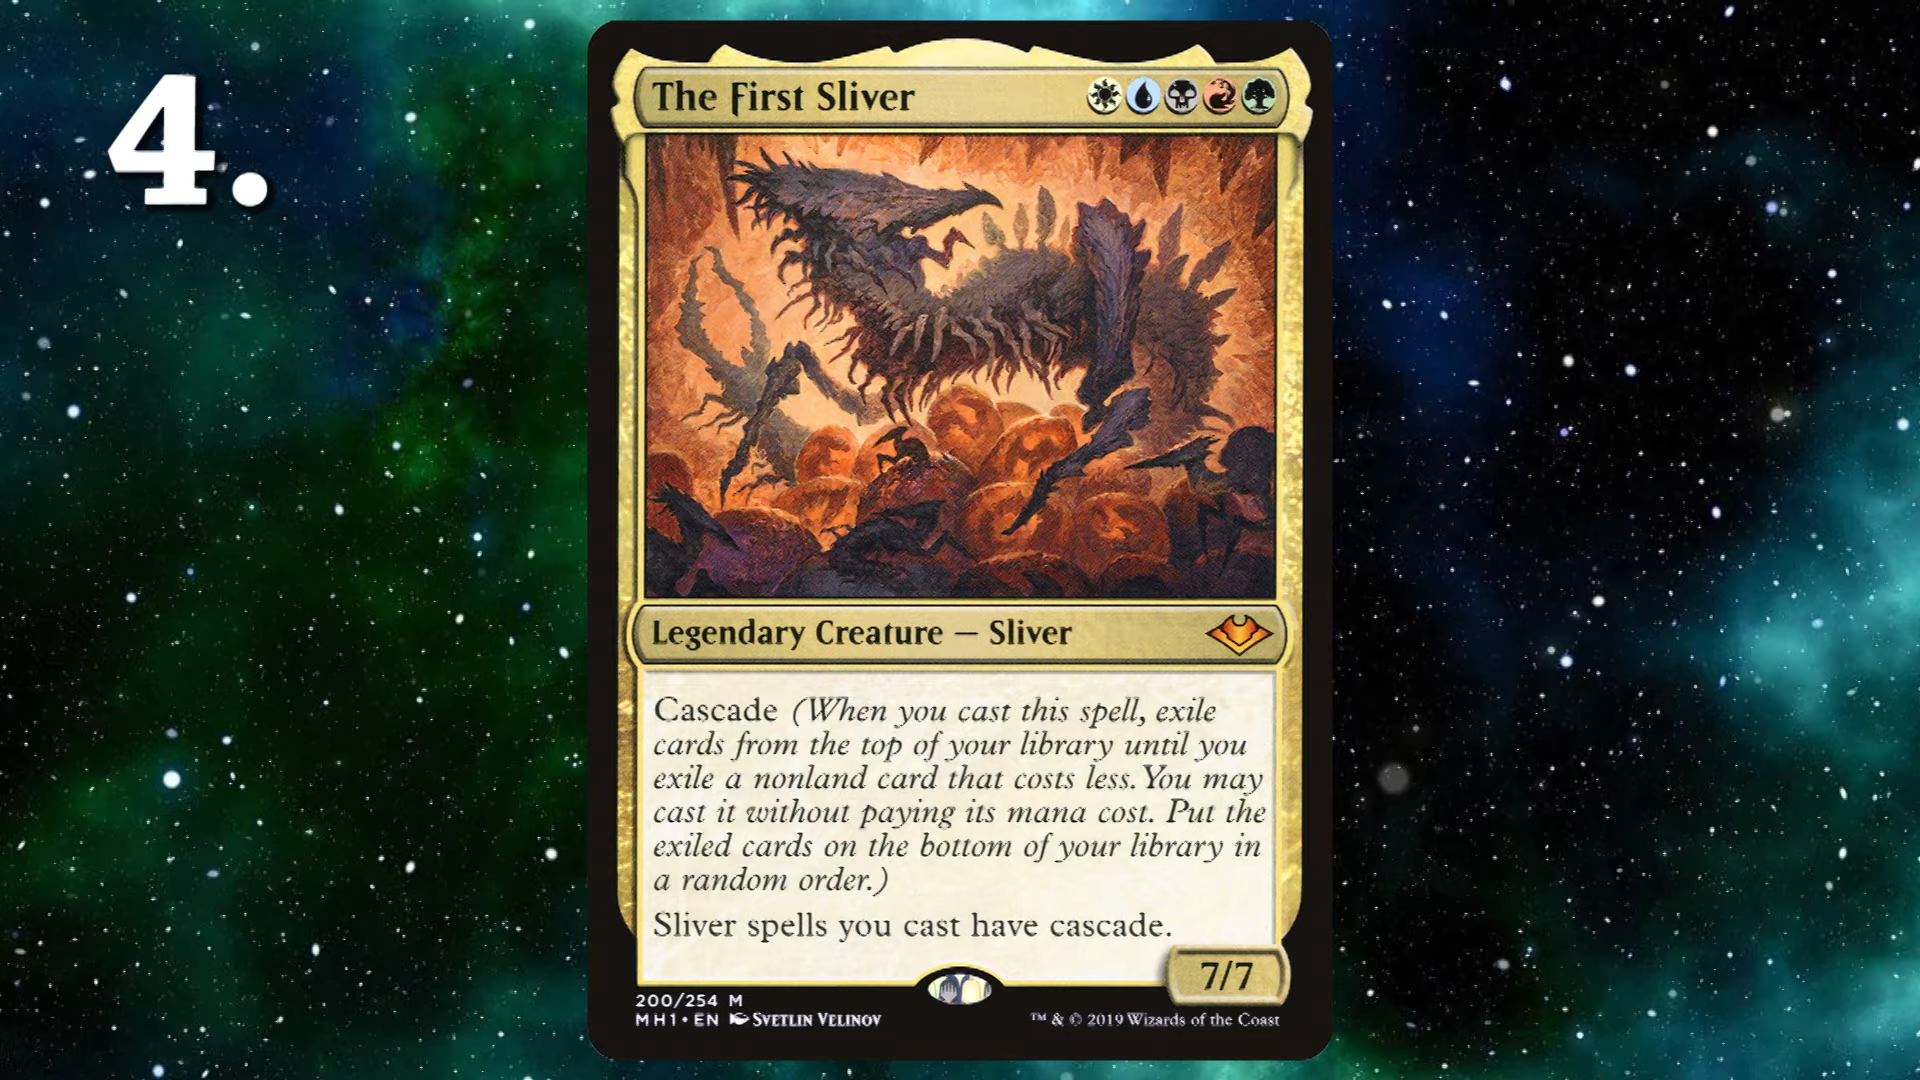 4.
The First Sliver
Legendary Creature — Sliver
Cascade (When you cast this spell, exile
cards from the top of your library until you
exile a nonland card that costs less. You may
cast it without paying its mana cost. Put the
exiled cards on the bottom of your library in
a random order.)
Sliver spells you cast have cascade.
7/7
200/254 M
MH1 • EN Svetlin Velinov
™ & © 2019 Wizards of the Coast